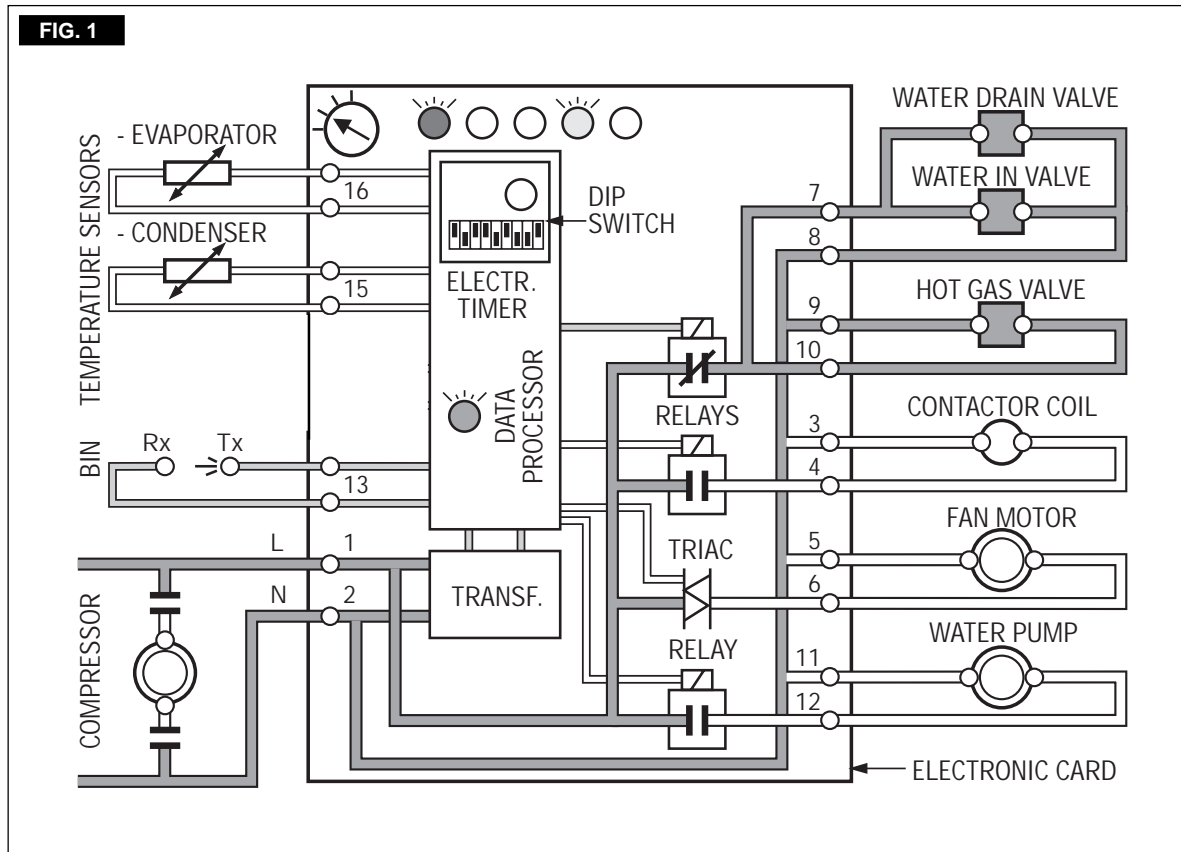 FIG. 1
WATER DRAIN VALVE
- EVAPORATOR
TEMPERATURE SENSORS
16
DIP
SWITCH
7
WATER IN VALVE
8
- CONDENSER
15
ELECTR.
TIMER
HOT GAS VALVE
9
10
DATA
PROCESSOR
RELAYS
CONTACTOR COIL
3
4
BIN
Rx
Tx
13
FAN MOTOR
5
6
L
1
N
2
TRANSF.
TRIAC
COMPRESSOR
RELAY
WATER PUMP
11
12
ELECTRONIC CARD